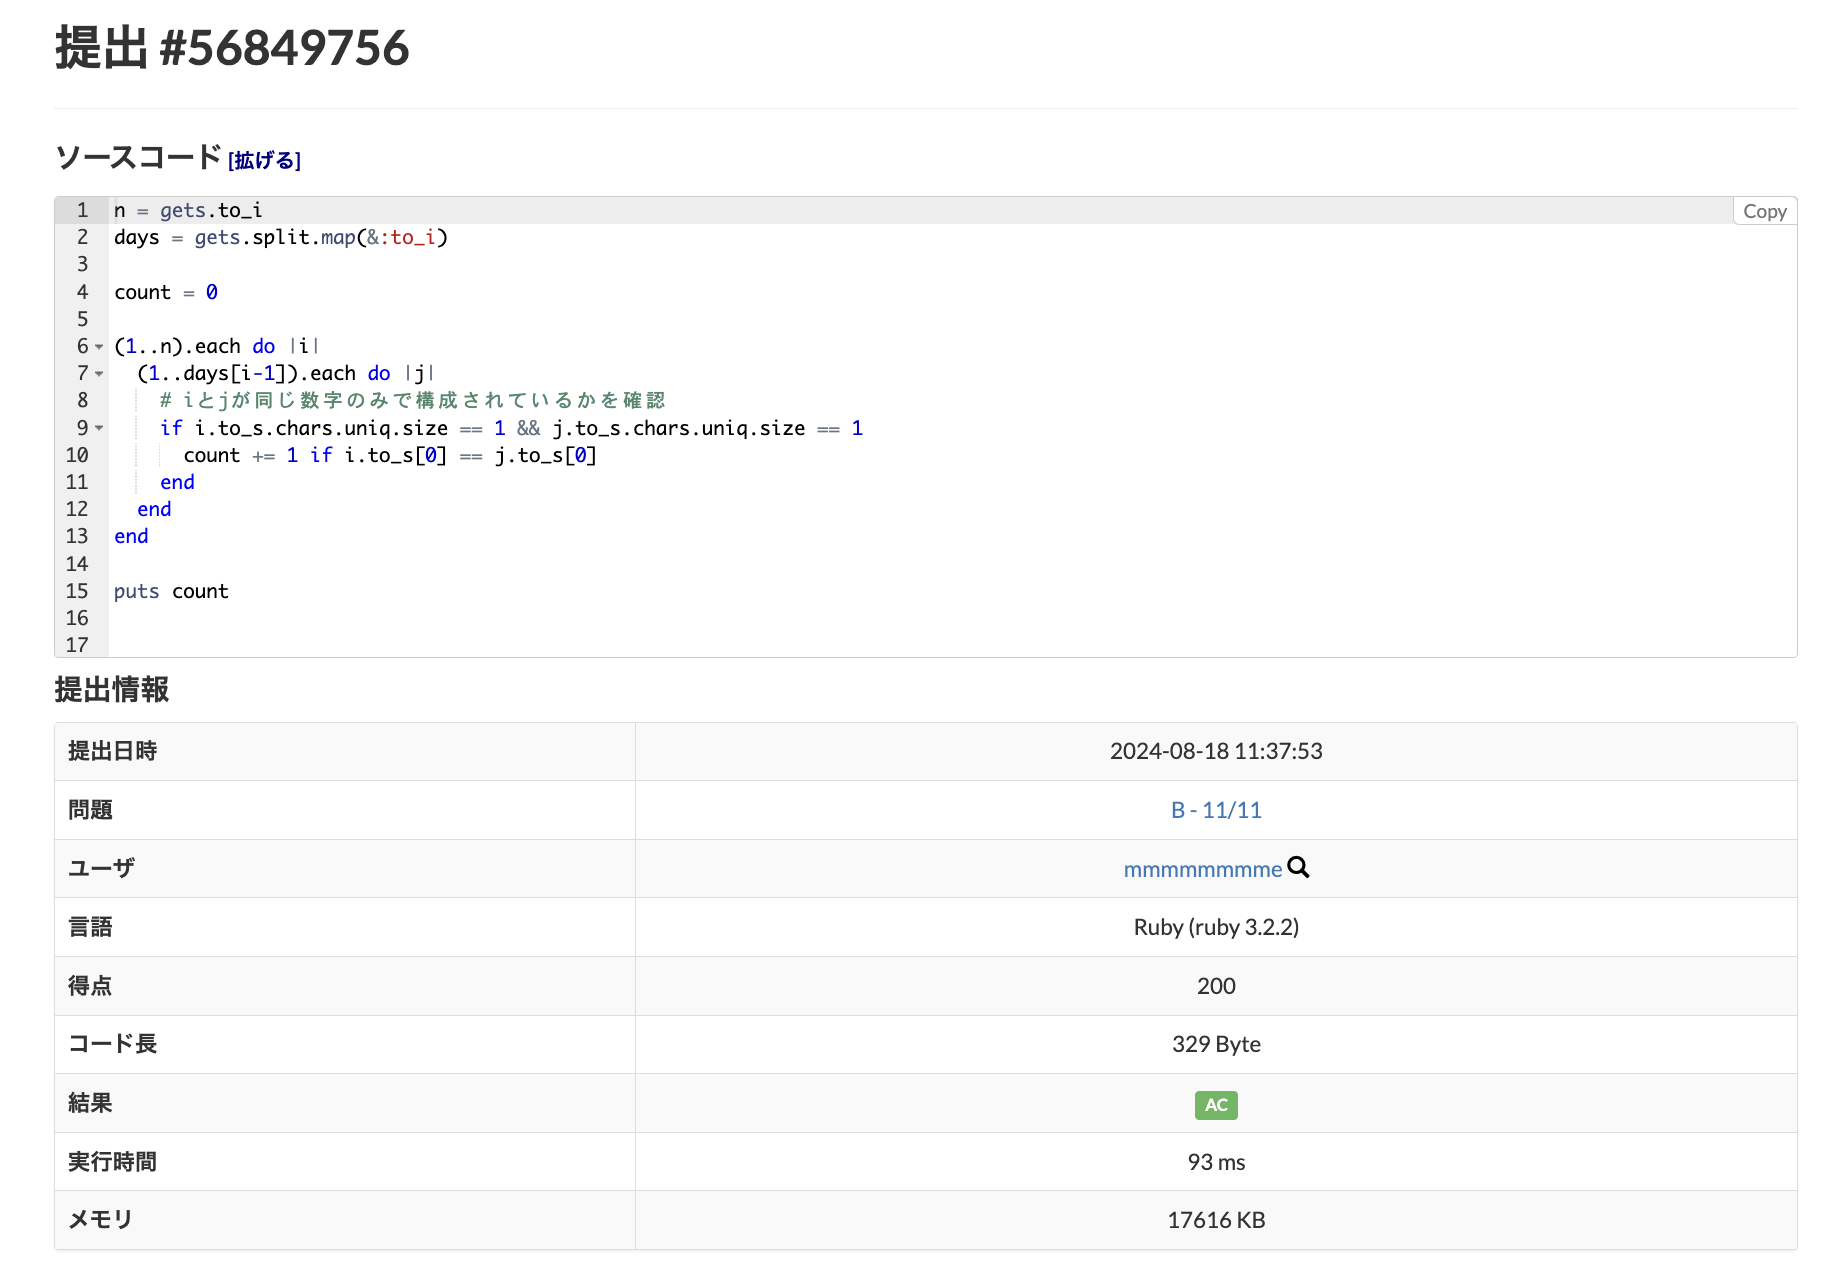 提出 #56849756
ソースコード [拡げる]
Copy
1 n = gets.to_i
2 days = gets.split.map(&:to_i)
3
4 count = 0
5
6 (1..n).each do |i|
7   (1..days[i-1]).each do |j|
8     # iとjが同じ数字のみで構成されているかを確認
9     if i.to_s.chars.uniq.size == 1 && j.to_s.chars.uniq.size == 1
10       count += 1 if i.to_s[0] == j.to_s[0]
11     end
12   end
13 end
14
15 puts count
16
17
提出情報
提出日時 2024-08-18 11:37:53
問題 B - 11/11
ユーザ mmmmmmmme
言語 Ruby (ruby 3.2.2)
得点 200
コード長 329 Byte
結果 AC
実行時間 93 ms
メモリ 17616 KB